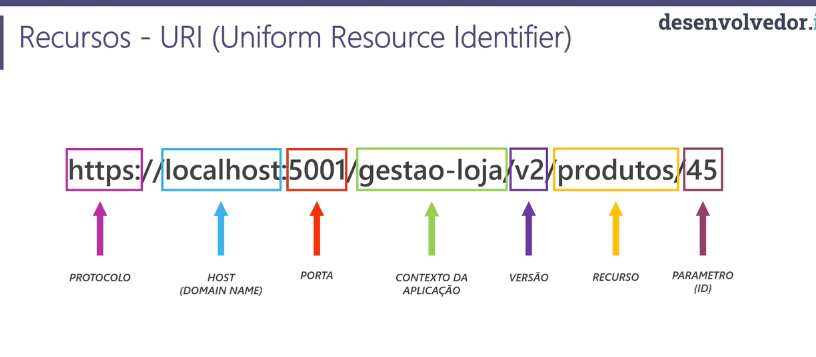 desenvolvedor.i
Recursos - URI (Uniform Resource Identifier)
https://localhost:5001/gestao-loja/v2/produtos/45
PROTOCOLO
HOST
(DOMAIN NAME)
PORTA
CONTEXTO DA
APLICAÇÃO
VERSÃO
RECURSO
PARAMETRO
(ID)